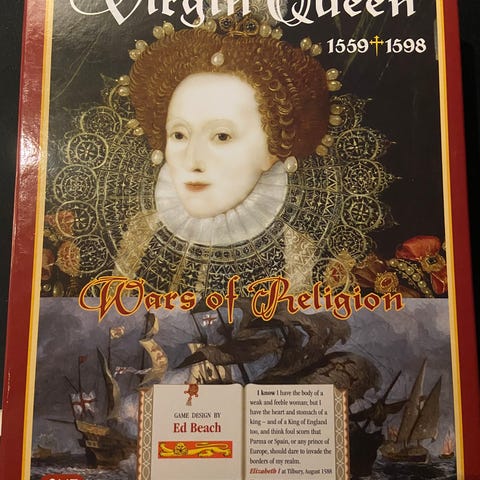 Virgin Queen
1559†1598
Wars of Religion
GAME DESIGN BY
Ed Beach
I know I have the body of a
weak and feeble woman; but I
have the heart and stomach of a
king – and of a King of England
too, and think foul scorn that
Parma or Spain, or any prince of
Europe, should dare to invade the
borders of my realm.
Elizabeth I at Tilbury, August 1588